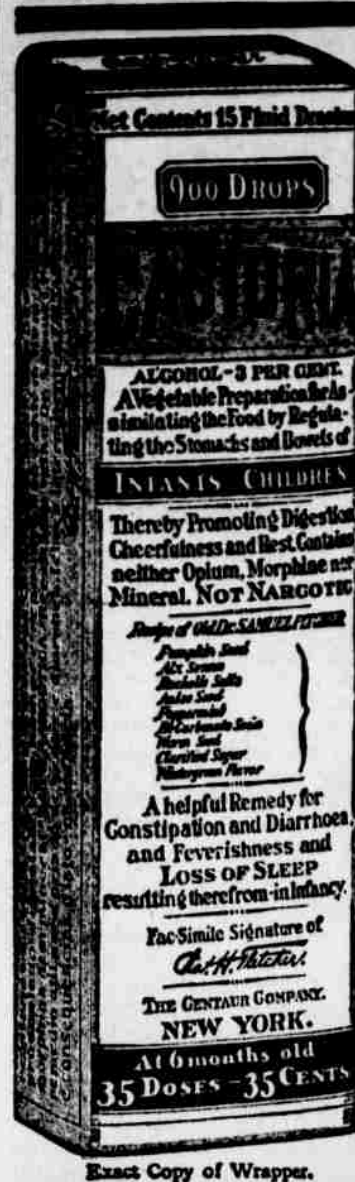 Net Contents 15 Fluid Drachms
900 DROPS
CASTORIA
ALCOHOL-3 PER CENT.
A Vegetable Preparation for As-
similating the Food by Regula-
ting the Stomachs and Bowels of
INFANTS CHILDREN
Thereby Promoting Digestion
Cheerfulness and Rest. Contains
neither Opium, Morphine nor
Mineral. NOT NARCOTIC
Recipe of Old Dr. SAMUEL PITCHER
Pumpkin Seed
Alx Senna
Rochelle Salts
Anise Seed
Peppermint
Bi-Carbonate Soda
Worm Seed
Clarified Sugar
Wintergreen Flavor
A helpful Remedy for
Constipation and Diarrhoea,
and Feverishness and
LOSS OF SLEEP
resulting therefrom-in Infancy.
Fac-Simile Signature of
Chas. H. Fletcher.
THE CENTAUR COMPANY.
NEW YORK.
At 6 months old
35 DOSES - 35 CENTS
Exact Copy of Wrapper.